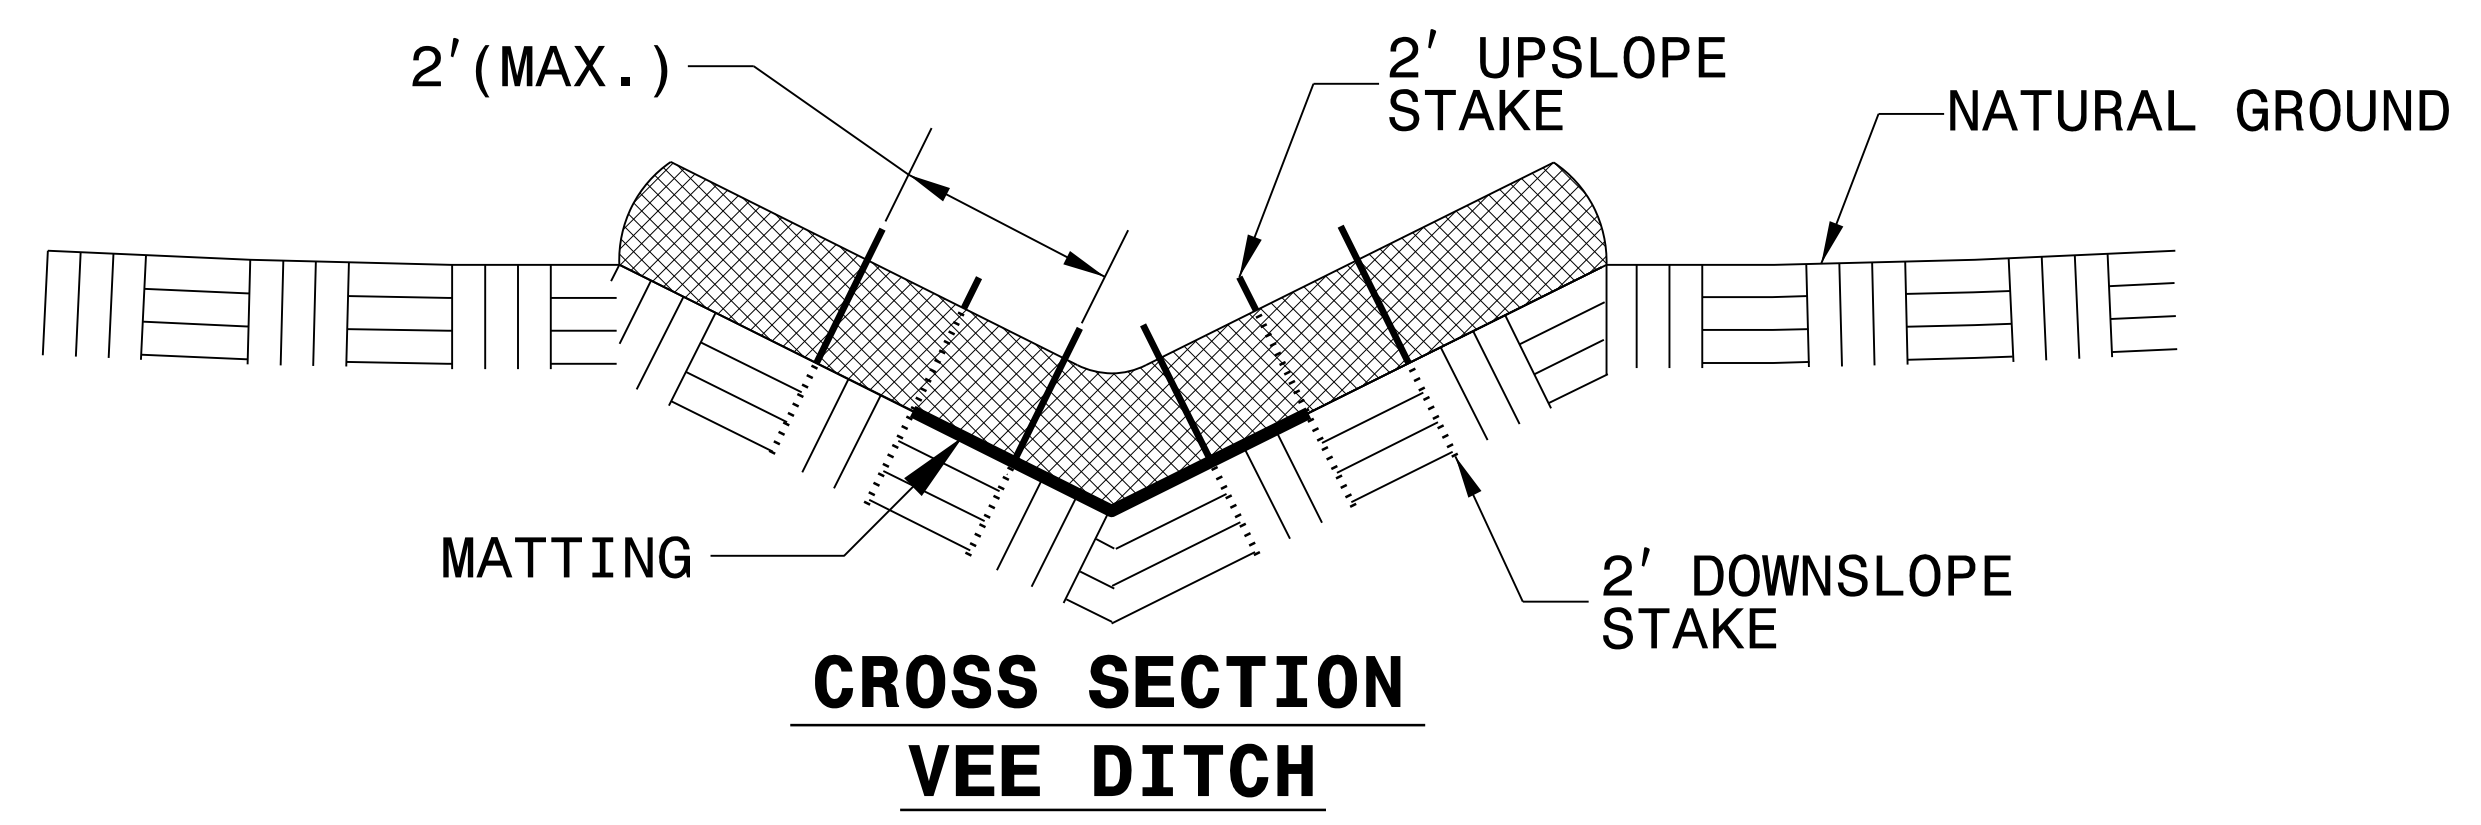 2'(MAX.)
2' UPSLOPE
STAKE
NATURAL GROUND
MATTING
2' DOWNSLOPE
STAKE
CROSS SECTION
VEE DITCH